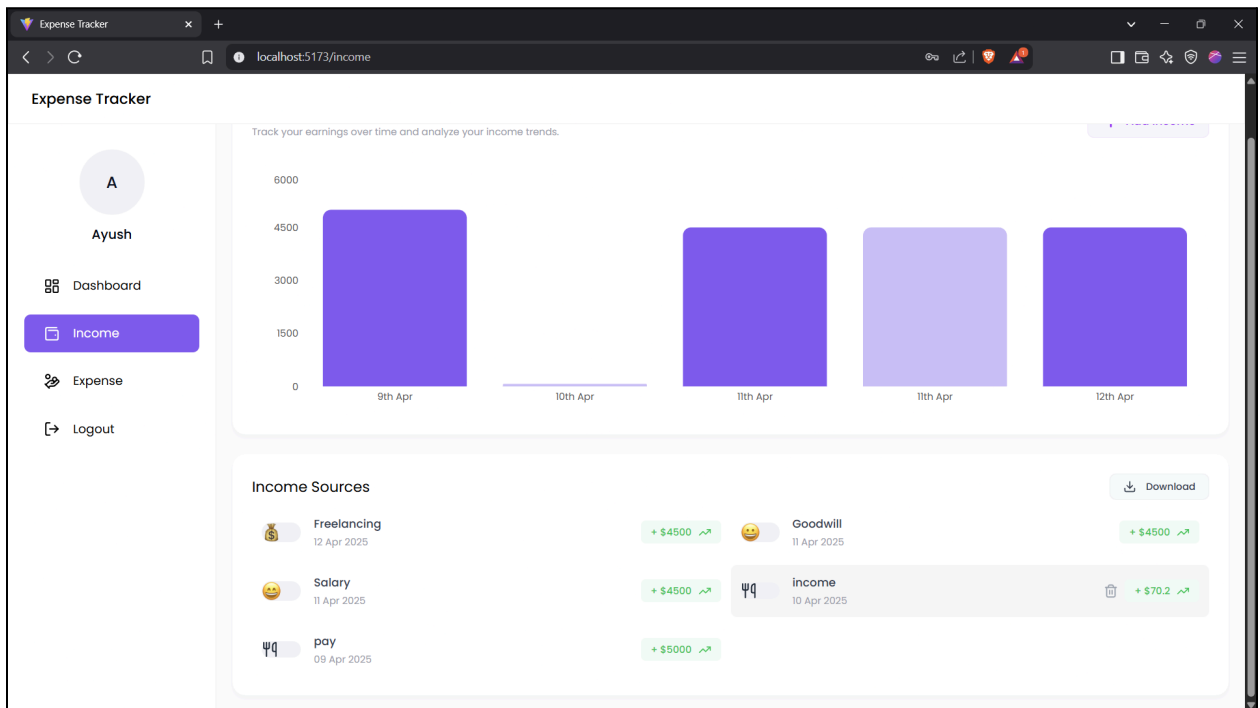 Expense Tracker
localhost:5173/income
1
Expense Tracker
Track your earnings over time and analyze your income trends.
A
Ayush
Dashboard
Income
Expense
Logout
6000
4500
3000
1500
0
9th Apr
10th Apr
11th Apr
11th Apr
12th Apr
Income Sources
Download
Freelancing
12 Apr 2025
+ $4500
Goodwill
11 Apr 2025
+ $4500
Salary
11 Apr 2025
+ $4500
income
10 Apr 2025
+ $70.2
pay
09 Apr 2025
+ $5000